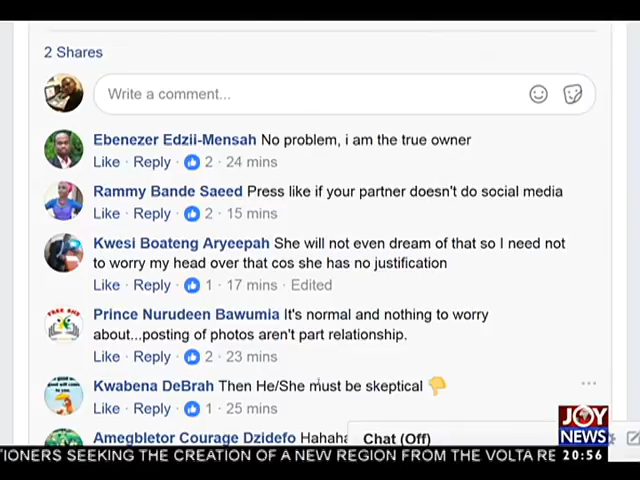 2 Shares
Write a comment...
Ebenezer Edzii-Mensah No problem, i am the true owner
Like · Reply · 2 · 24 mins
Rammy Bande Saeed Press like if your partner doesn't do social media
Like · Reply · 2 · 15 mins
Kwesi Boateng Aryeepah She will not even dream of that so I need not
to worry my head over that cos she has no justification
Like · Reply · 1 · 17 mins · Edited
Prince Nurudeen Bawumia It's normal and nothing to worry
about...posting of photos aren't part relationship.
Like · Reply · 2 · 23 mins
Kwabena DeBrah Then He/She must be skeptical 👎
Like · Reply · 1 · 25 mins
Amegbletor Courage Dzidefo Hahaha
Chat (Off)
JOY
NEWS
TIONERS SEEKING THE CREATION OF A NEW REGION FROM THE VOLTA RE
20:56